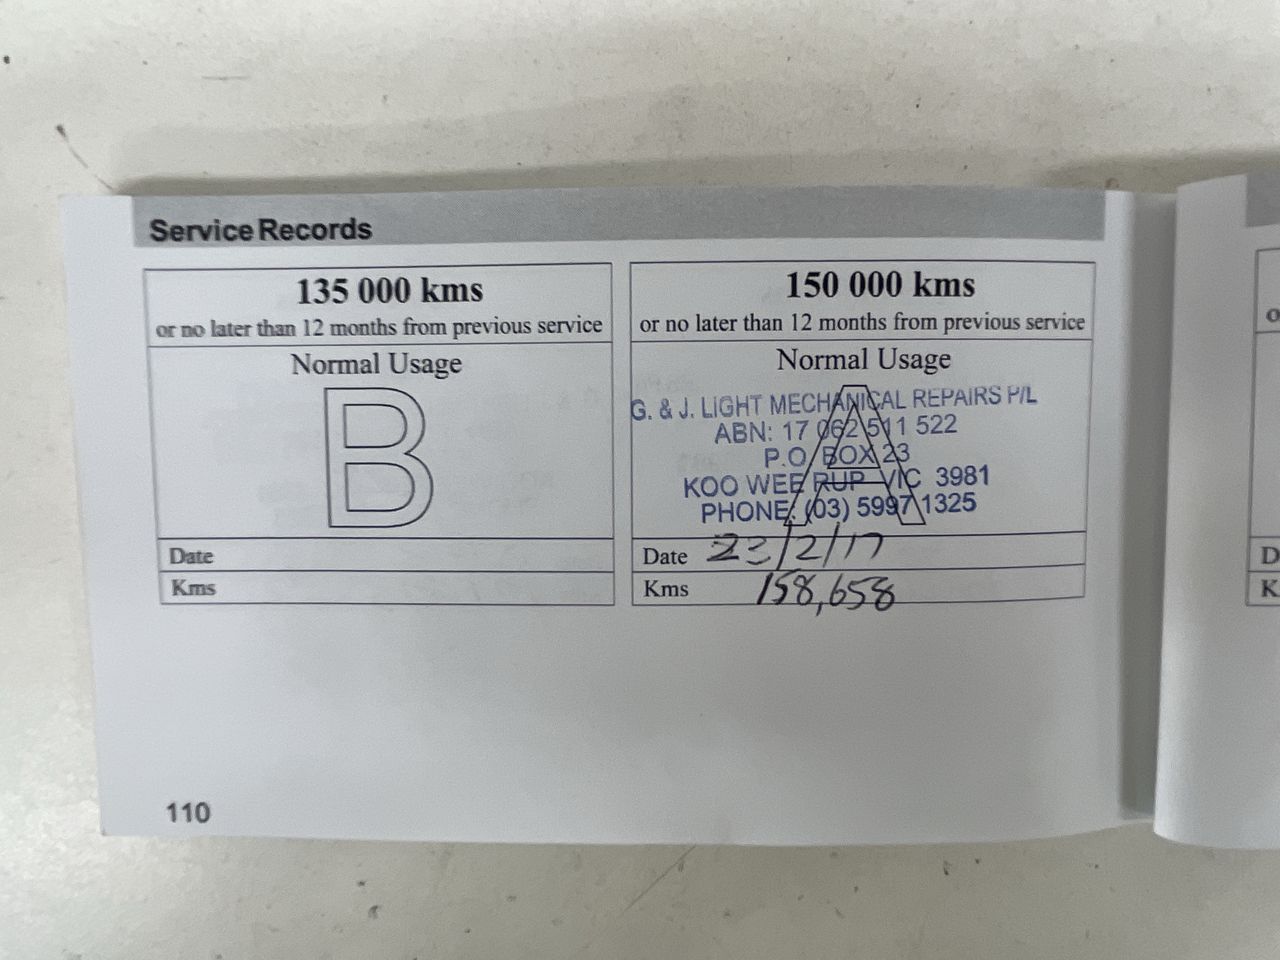 Service Records
135 000 kms
or no later than 12 months from previous service
Normal Usage
B
Date
Kms
150 000 kms
or no later than 12 months from previous service
Normal Usage
A
G. & J. LIGHT MECHANICAL REPAIRS P/L
ABN: 17 062 511 522
P.O. BOX 23
KOO WEE RUP VIC 3981
PHONE: (03) 5997 1325
Date 23/2/17
Kms 158,658
110
o
D
K